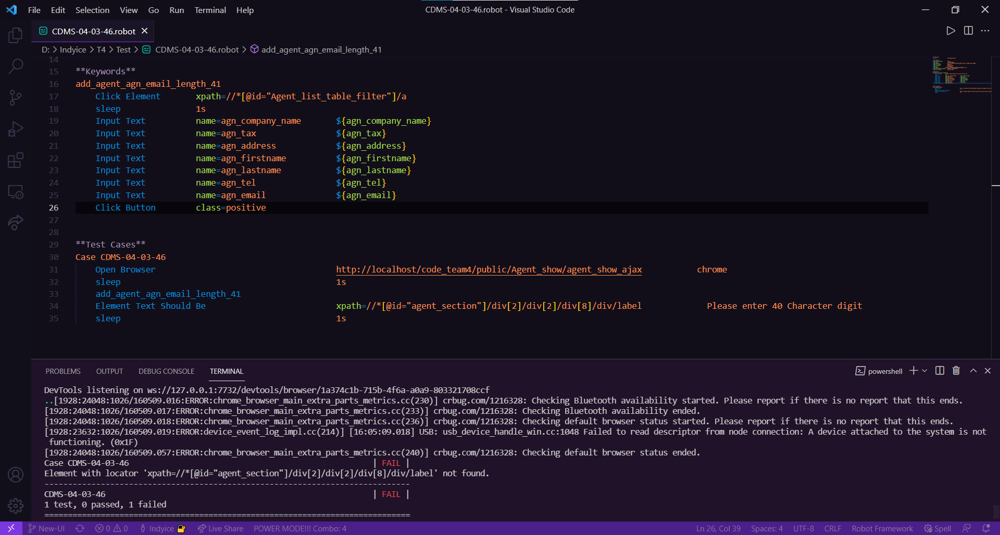 File Edit Selection View Go Run Terminal Help
CDMS-04-03-46.robot - Visual Studio Code
CDMS-04-03-46.robot
D: > Indyice > T4 > Test > CDMS-04-03-46.robot > add_agent_agn_email_length_41
14
15 **Keywords**
16 add_agent_agn_email_length_41
17 Click Element xpath=//*[@id="Agent_list_table_filter"]/a
18 sleep 1s
19 Input Text name=agn_company_name ${agn_company_name}
20 Input Text name=agn_tax ${agn_tax}
21 Input Text name=agn_address ${agn_address}
22 Input Text name=agn_firstname ${agn_firstname}
23 Input Text name=agn_lastname ${agn_lastname}
24 Input Text name=agn_tel ${agn_tel}
25 Input Text name=agn_email ${agn_email}
26 Click Button class=positive
27
28
29 **Test Cases**
30 Case CDMS-04-03-46
31 Open Browser http://localhost/code_team4/public/Agent_show/agent_show_ajax chrome
32 sleep 1s
33 add_agent_agn_email_length_41
34 Element Text Should Be xpath=//*[@id="agent_section"]/div[2]/div[2]/div[8]/div/label Please enter 40 Character digit
35 sleep 1s
PROBLEMS OUTPUT DEBUG CONSOLE TERMINAL
powershell
DevTools listening on ws://127.0.0.1:7732/devtools/browser/1a374c1b-715b-4f6a-a0a9-803321708ccf
..[1928:24048:1026/160509.016:ERROR:chrome_browser_main_extra_parts_metrics.cc(230)] crbug.com/1216328: Checking Bluetooth availability started. Please report if there is no report that this ends.
[1928:24048:1026/160509.017:ERROR:chrome_browser_main_extra_parts_metrics.cc(233)] crbug.com/1216328: Checking Bluetooth availability ended.
[1928:24048:1026/160509.018:ERROR:chrome_browser_main_extra_parts_metrics.cc(236)] crbug.com/1216328: Checking default browser status started. Please report if there is no report that this ends.
[1928:23632:1026/160509.019:ERROR:device_event_log_impl.cc(214)] [16:05:09.018] USB: usb_device_handle_win.cc:1048 Failed to read descriptor from node connection: A device attached to the system is not
functioning. (0x1F)
[1928:24048:1026/160509.057:ERROR:chrome_browser_main_extra_parts_metrics.cc(240)] crbug.com/1216328: Checking default browser status ended.
Case CDMS-04-03-46 | FAIL |
Element with locator 'xpath=//*[@id="agent_section"]/div[2]/div[2]/div[8]/div/label' not found.
------------------------------------------------------------------------------
CDMS-04-03-46 | FAIL |
1 test, 0 passed, 1 failed
==============================================================================
New-UI 0 0 Indyice Live Share POWER MODE!!! Combo: 4 Ln 26, Col 39 Spaces: 4 UTF-8 CRLF Robot Framework Spell